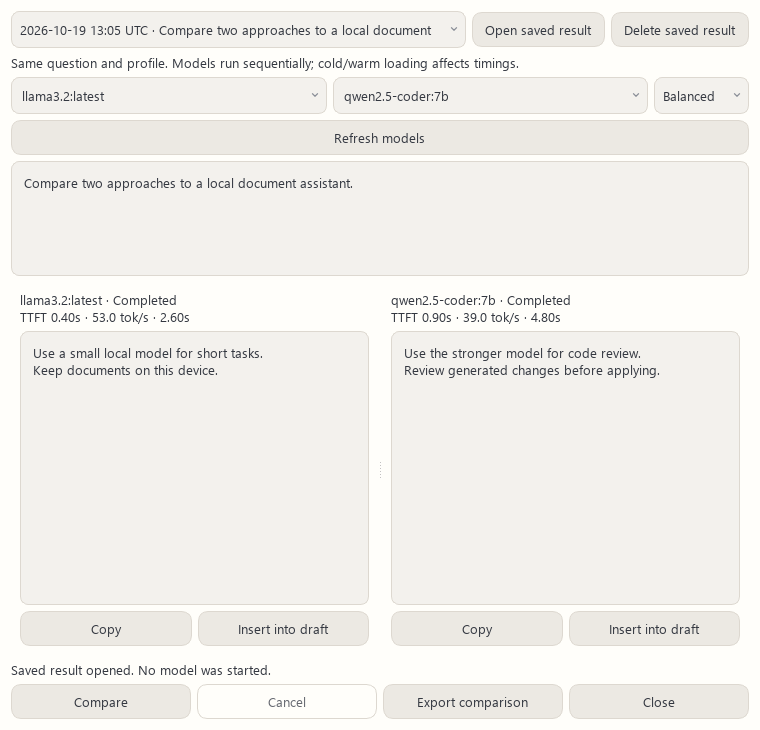 2026-10-19 13:05 UTC · Compare two approaches to a local document
Open saved result
Delete saved result
Same question and profile. Models run sequentially; cold/warm loading affects timings.
llama3.2:latest
qwen2.5-coder:7b
Balanced
Refresh models
Compare two approaches to a local document assistant.
llama3.2:latest · Completed
TTFT 0.40s · 53.0 tok/s · 2.60s
Use a small local model for short tasks.
Keep documents on this device.
Copy
Insert into draft
qwen2.5-coder:7b · Completed
TTFT 0.90s · 39.0 tok/s · 4.80s
Use the stronger model for code review.
Review generated changes before applying.
Copy
Insert into draft
Saved result opened. No model was started.
Compare
Cancel
Export comparison
Close